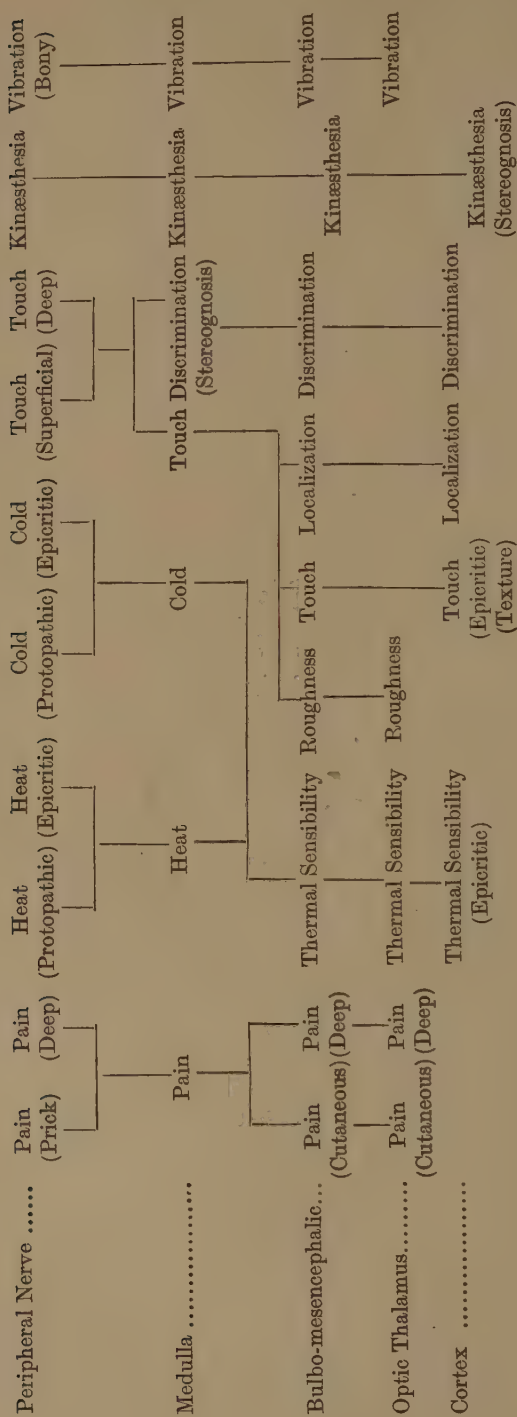 Pain Pain Heat Heat Cold Cold Touch Touch Kinæsthesia Vibration
Peripheral Nerve ...... (Prick) (Deep) (Protopathic) (Epicritic) (Protopathic) (Epicritic) (Superficial) (Deep) (Bony)
Medulla .................. Pain Heat Cold Touch Discrimination Kinæsthesia Vibration
(Stereognosis)
Bulbo-mesencephalic... Pain Pain Thermal Sensibility Roughness Touch Localization Discrimination Kinæsthesia Vibration
(Cutaneous) (Deep)
Optic Thalamus......... Pain Pain Thermal Sensibility Roughness Vibration
(Cutaneous) (Deep)
Cortex .................. Thermal Sensibility Touch Localization Discrimination Kinæsthesia
(Epicritic) (Epicritic) (Stereognosis)
(Texture)